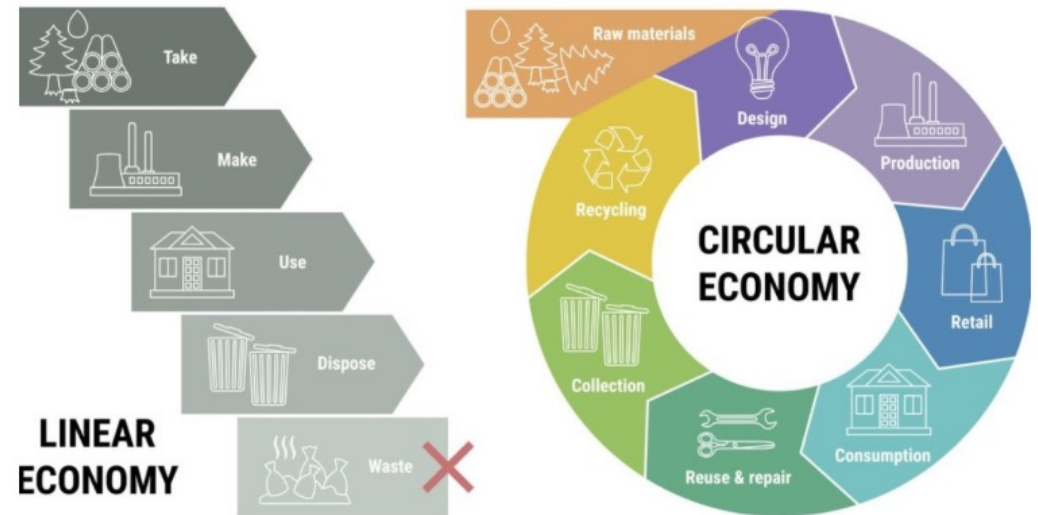 Take
Make
Use
Dispose
Waste
LINEAR
ECONOMY
Raw materials
Design
Production
Retail
Consumption
Reuse & repair
Collection
Recycling
CIRCULAR
ECONOMY